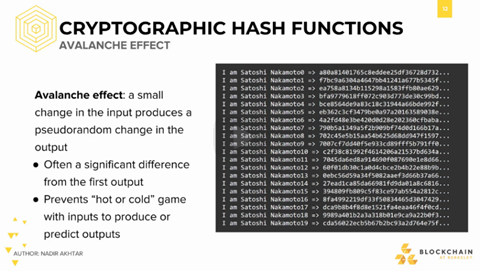 12
CRYPTOGRAPHIC HASH FUNCTIONS
AVALANCHE EFFECT
Avalanche effect: a small
change in the input produces a
pseudorandom change in the
output
● Often a significant difference
from the first output
● Prevents “hot or cold” game
with inputs to produce or
predict outputs
I am Satoshi Nakamoto0 => a80a81401765c8eddee25df36728d732...
I am Satoshi Nakamoto1 => f7bc9a6304a4647bb41241a677b5345f...
I am Satoshi Nakamoto2 => ea758a8134b115298a1583ffb80ae629...
I am Satoshi Nakamoto3 => bfa9779618ff072c903d773de30c99bd...
I am Satoshi Nakamoto4 => bce8564de9a83c18c31944a66bde992f...
I am Satoshi Nakamoto5 => eb362c3cf3479be0a97a20163589038e...
I am Satoshi Nakamoto6 => 4a2fd48e3be420d0d28e202360cfbaba...
I am Satoshi Nakamoto7 => 790b5a1349a5f2b909bf74d0d166b17a...
I am Satoshi Nakamoto8 => 702c45e5b15aa54b625d68dd947f1597...
I am Satoshi Nakamoto9 => 7007cf7dd40f5e933cd89fff5b791ff0...
I am Satoshi Nakamoto10 => c2f38c81992f4614206a21537bd634a...
I am Satoshi Nakamoto11 => 7045da6ed8a914690f087690e1e8d66...
I am Satoshi Nakamoto12 => 60f01db30c1a0d4cbce2b4b22e88b9b...
I am Satoshi Nakamoto13 => 0ebc56d59a34f5082aaef3d66b37a66...
I am Satoshi Nakamoto14 => 27ead1ca85da66981fd9da01a8c6816...
I am Satoshi Nakamoto15 => 394809fb809c5f83ce97ab554a2812c...
I am Satoshi Nakamoto16 => 8fa4992219df33f50834465d3047429...
I am Satoshi Nakamoto17 => dca9b8b4f8d8e1521fa4eaa46f4f0cd...
I am Satoshi Nakamoto18 => 9989a401b2a3a318b01e9ca9a22b0f3...
I am Satoshi Nakamoto19 => cda56022ecb5b67b2bc93a2d764e75f...
AUTHOR: NADIR AKHTAR
BLOCKCHAIN
AT BERKELEY